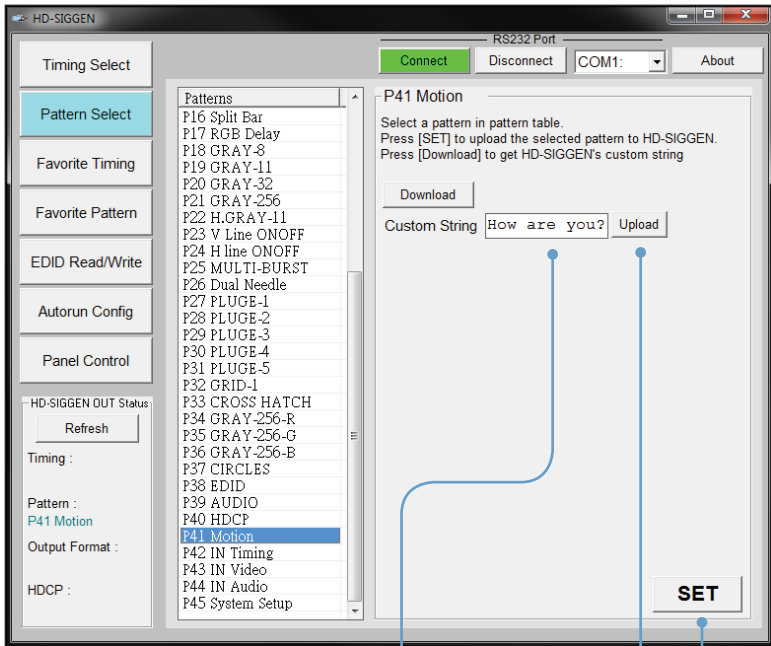 HD-SIGGEN
RS232 Port
Connect
Disconnect
COM1:
About
Timing Select
Pattern Select
Favorite Timing
Favorite Pattern
EDID Read/Write
Autorun Config
Panel Control
HD-SIGGEN OUT Status
Refresh
Timing :
Pattern :
P41 Motion
Output Format :
HDCP :
Patterns
P16 Split Bar
P17 RGB Delay
P18 GRAY-8
P19 GRAY-11
P20 GRAY-32
P21 GRAY-256
P22 H.GRAY-11
P23 V Line ONOFF
P24 H line ONOFF
P25 MULTI-BURST
P26 Dual Needle
P27 PLUGE-1
P28 PLUGE-2
P29 PLUGE-3
P30 PLUGE-4
P31 PLUGE-5
P32 GRID-1
P33 CROSS HATCH
P34 GRAY-256-R
P35 GRAY-256-G
P36 GRAY-256-B
P37 CIRCLES
P38 EDID
P39 AUDIO
P40 HDCP
P41 Motion
P42 IN Timing
P43 IN Video
P44 IN Audio
P45 System Setup
P41 Motion
Select a pattern in pattern table.
Press [SET] to upload the selected pattern to HD-SIGGEN.
Press [Download] to get HD-SIGGEN's custom string
Download
Custom String How are you? Upload
SET